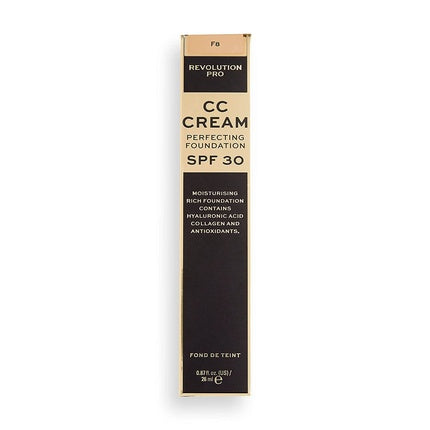 F8
REVOLUTION
PRO
CC
CREAM
PERFECTING
FOUNDATION
SPF 30
MOISTURISING
RICH FOUNDATION
CONTAINS
HYALURONIC ACID
COLLAGEN AND
ANTIOXIDANTS.
FOND DE TEINT
0.87 fl. oz. (US) /
26 ml ℮